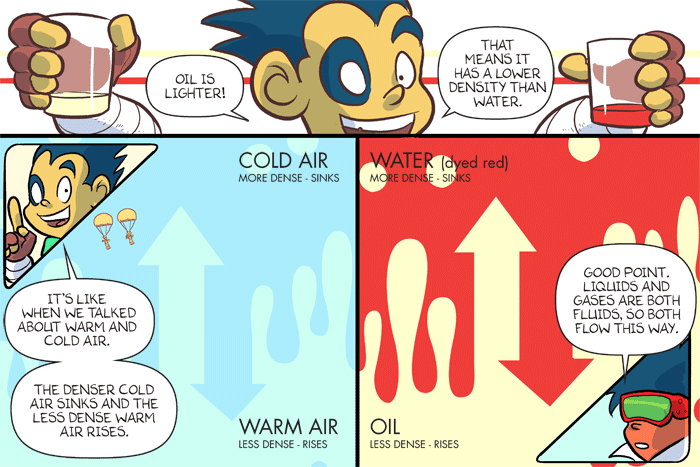 OIL IS
LIGHTER!
THAT
MEANS IT
HAS A LOWER
DENSITY THAN
WATER.
COLD AIR
MORE DENSE - SINKS
IT'S LIKE
WHEN WE TALKED
ABOUT WARM AND
COLD AIR.
THE DENSER COLD
AIR SINKS AND THE
LESS DENSE WARM
AIR RISES.
WARM AIR
LESS DENSE - RISES
WATER (dyed red)
MORE DENSE - SINKS
GOOD POINT.
LIQUIDS AND
GASES ARE BOTH
FLUIDS, SO BOTH
FLOW THIS WAY.
OIL
LESS DENSE - RISES